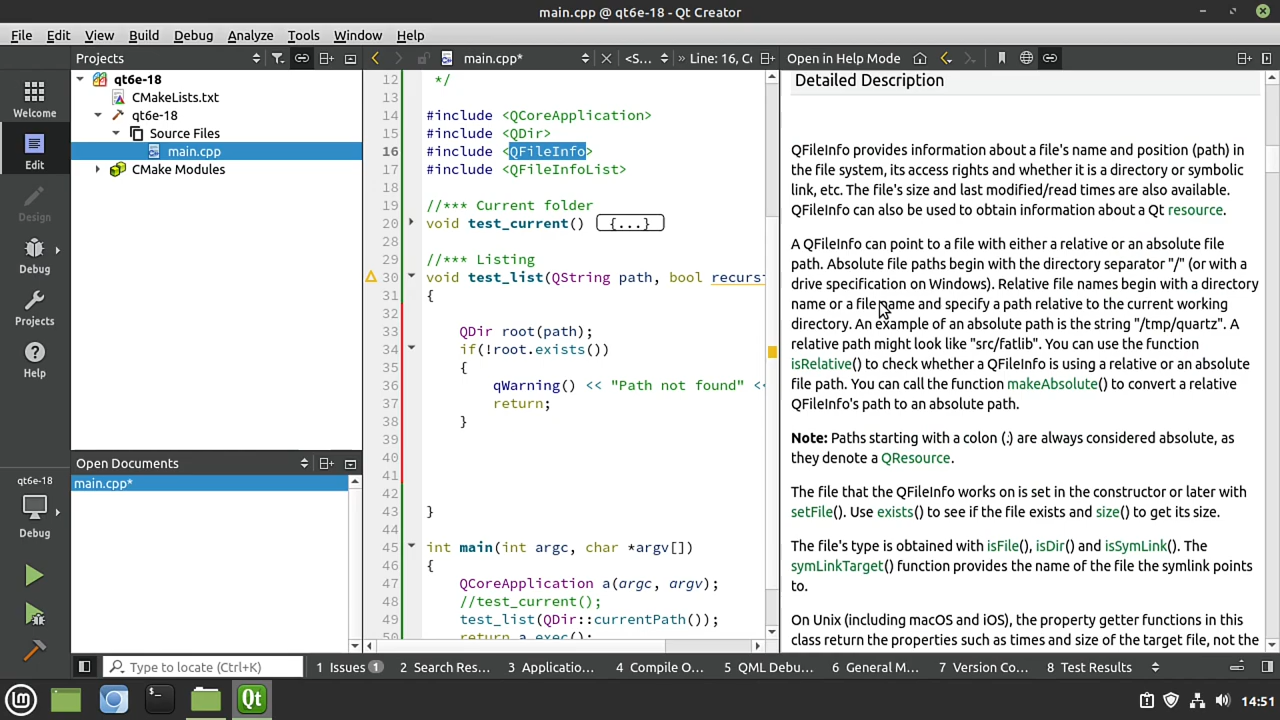 main.cpp @ qt6e-18 - Qt Creator
File Edit View Build Debug Analyze Tools Window Help
Projects
main.cpp*
<S...
» Line: 16, Cc
Open in Help Mode
Welcome
Edit
Design
Debug
Projects
Help
qt6e-18
Debug
qt6e-18
CMakeLists.txt
qt6e-18
Source Files
main.cpp
CMake Modules
Open Documents
main.cpp*
12 */
13
14 #include <QCoreApplication>
15 #include <QDir>
16 #include <QFileInfo>
17 #include <QFileInfoList>
18
19 //*** Current folder
20 void test_current() {...}
28
29 //*** Listing
30 void test_list(QString path, bool recurs
31 {
32
33 QDir root(path);
34 if(!root.exists())
35 {
36 qWarning() << "Path not found" <<
37 return;
38 }
39
40
41
42
43 }
44
45 int main(int argc, char *argv[])
46 {
47 QCoreApplication a(argc, argv);
48 //test_current();
49 test_list(QDir::currentPath());
50 return a.exec();
Detailed Description
QFileInfo provides information about a file's name and position (path) in
the file system, its access rights and whether it is a directory or symbolic
link, etc. The file's size and last modified/read times are also available.
QFileInfo can also be used to obtain information about a Qt resource.
A QFileInfo can point to a file with either a relative or an absolute file
path. Absolute file paths begin with the directory separator "/" (or with a
drive specification on Windows). Relative file names begin with a directory
name or a file name and specify a path relative to the current working
directory. An example of an absolute path is the string "/tmp/quartz". A
relative path might look like "src/fatlib". You can use the function
isRelative() to check whether a QFileInfo is using a relative or an absolute
file path. You can call the function makeAbsolute() to convert a relative
QFileInfo's path to an absolute path.
Note: Paths starting with a colon (:) are always considered absolute, as
they denote a QResource.
The file that the QFileInfo works on is set in the constructor or later with
setFile(). Use exists() to see if the file exists and size() to get its size.
The file's type is obtained with isFile(), isDir() and isSymLink(). The
symLinkTarget() function provides the name of the file the symlink points
to.
On Unix (including macOS and iOS), the property getter functions in this
class return the properties such as times and size of the target file, not the
Type to locate (Ctrl+K)
1 Issues 1
2 Search Res...
3 Applicatio...
4 Compile O...
5 QML Debu...
6 General M...
7 Version Co...
8 Test Results
Qt
14:51